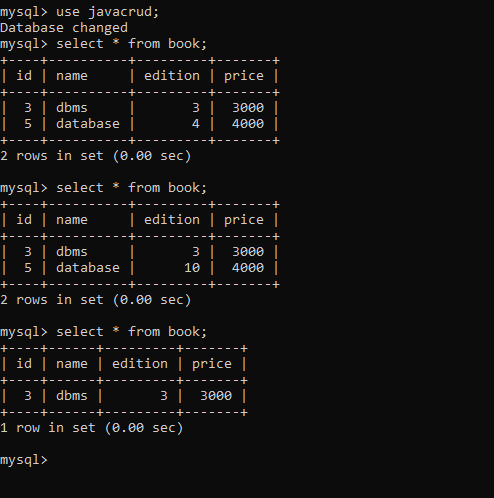 mysql> use javacrud;
Database changed
mysql> select * from book;
+----+----------+---------+-------+
| id | name     | edition | price |
+----+----------+---------+-------+
|  3 | dbms     |       3 |  3000 |
|  5 | database |       4 |  4000 |
+----+----------+---------+-------+
2 rows in set (0.00 sec)

mysql> select * from book;
+----+----------+---------+-------+
| id | name     | edition | price |
+----+----------+---------+-------+
|  3 | dbms     |       3 |  3000 |
|  5 | database |      10 |  4000 |
+----+----------+---------+-------+
2 rows in set (0.00 sec)

mysql> select * from book;
+----+------+---------+-------+
| id | name | edition | price |
+----+------+---------+-------+
|  3 | dbms |       3 |  3000 |
+----+------+---------+-------+
1 row in set (0.00 sec)

mysql>